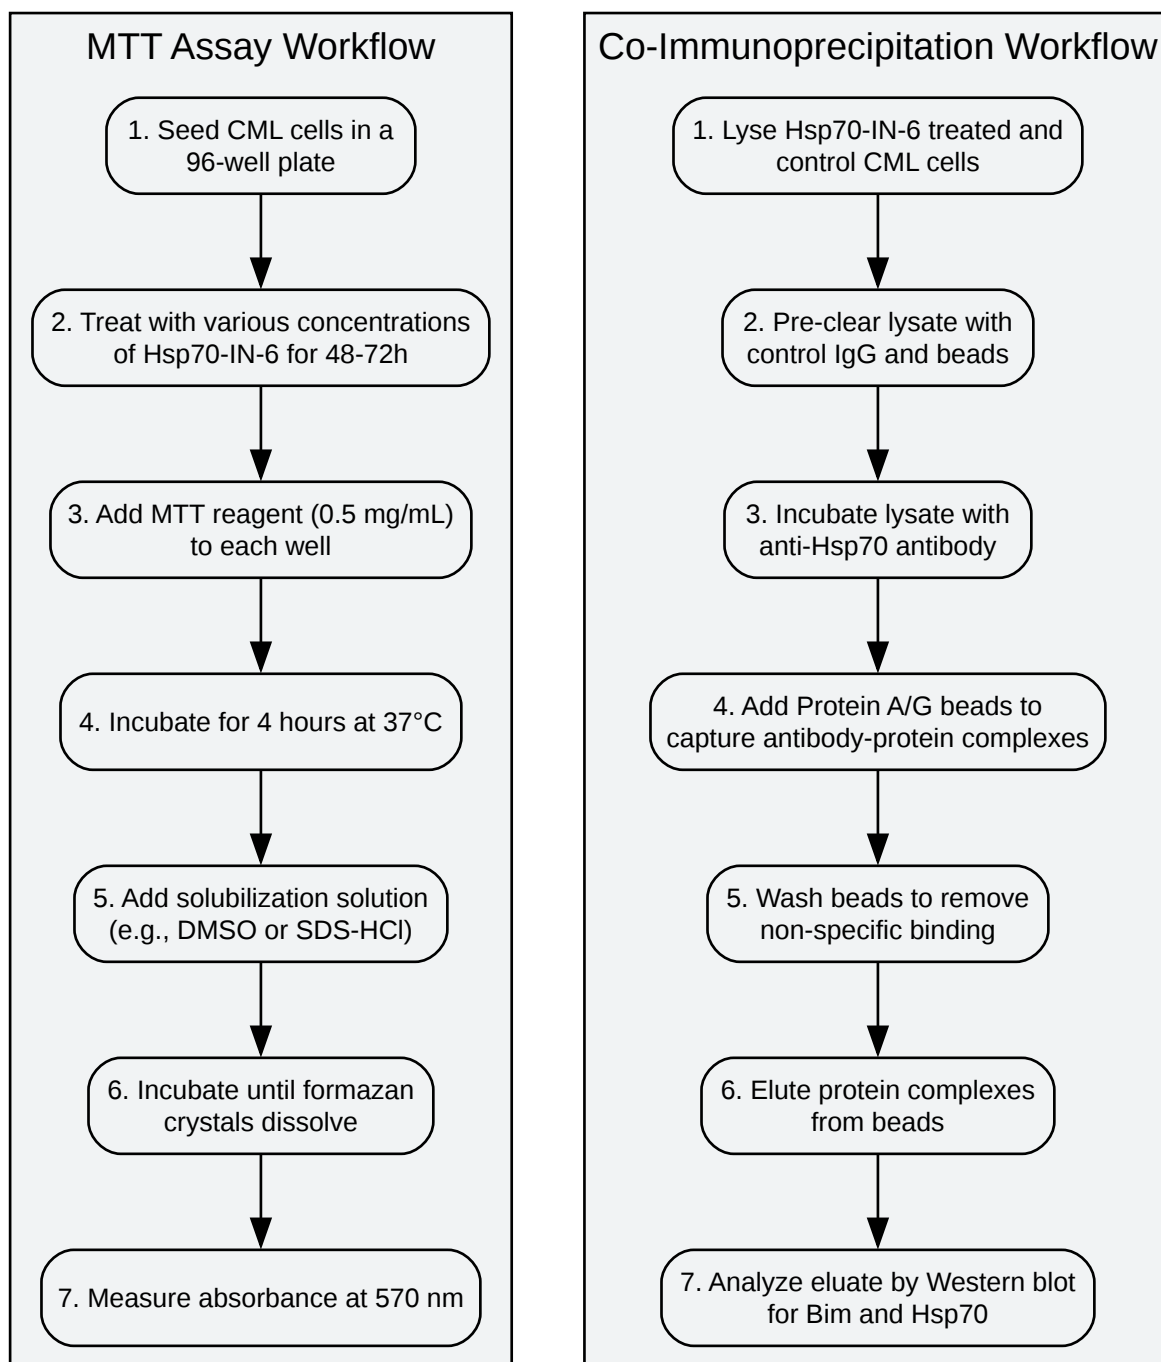 MTT Assay Workflow
1. Seed CML cells in a
96-well plate
2. Treat with various concentrations
of Hsp70-IN-6 for 48-72h
3. Add MTT reagent (0.5 mg/mL)
to each well
4. Incubate for 4 hours at 37°C
5. Add solubilization solution
(e.g., DMSO or SDS-HCl)
6. Incubate until formazan
crystals dissolve
7. Measure absorbance at 570 nm
Co-Immunoprecipitation Workflow
1. Lyse Hsp70-IN-6 treated and
control CML cells
2. Pre-clear lysate with
control IgG and beads
3. Incubate lysate with
anti-Hsp70 antibody
4. Add Protein A/G beads to
capture antibody-protein complexes
5. Wash beads to remove
non-specific binding
6. Elute protein complexes
from beads
7. Analyze eluate by Western blot
for Bim and Hsp70